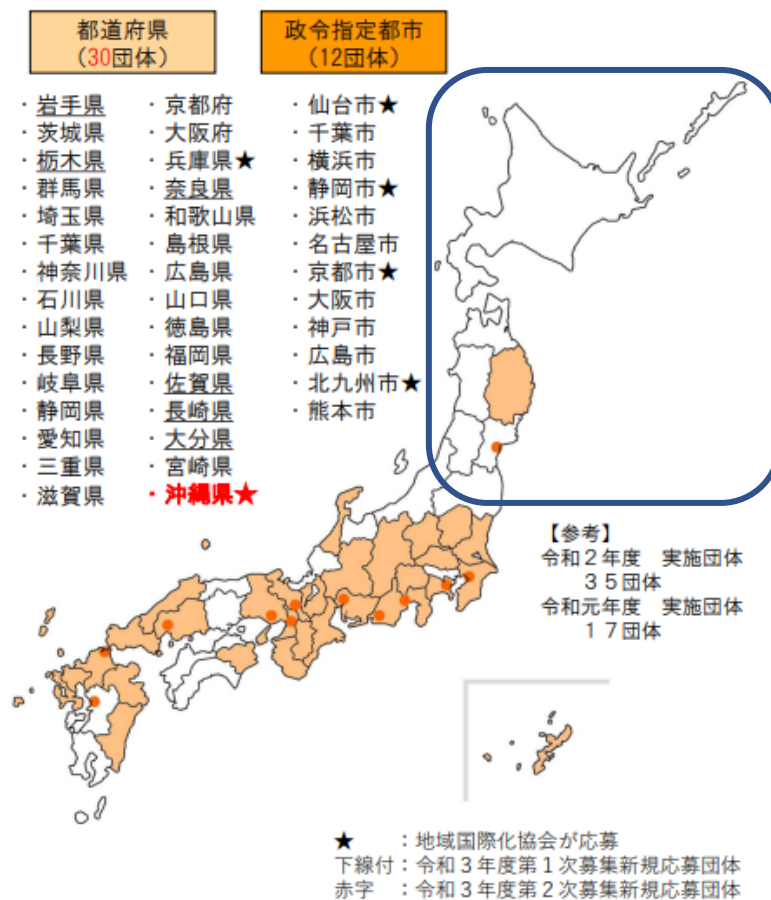 都道府県
（30団体）
政令指定都市
（12団体）
・岩手県
・茨城県
・栃木県
・群馬県
・埼玉県
・千葉県
・神奈川県
・石川県
・山梨県
・長野県
・岐阜県
・静岡県
・愛知県
・三重県
・滋賀県
・京都府
・大阪府
・兵庫県★
・奈良県
・和歌山県
・島根県
・広島県
・山口県
・徳島県
・福岡県
・佐賀県
・長崎県
・大分県
・宮崎県
・沖縄県★
・仙台市★
・千葉市
・横浜市
・静岡市★
・浜松市
・名古屋市
・京都市★
・大阪市
・神戸市
・広島市
・北九州市★
・熊本市
【参考】
令和２年度　実施団体
３５団体
令和元年度　実施団体
１７団体
★　：地域国際化協会が応募
下線付：令和３年度第１次募集新規応募団体
赤字　：令和３年度第２次募集新規応募団体